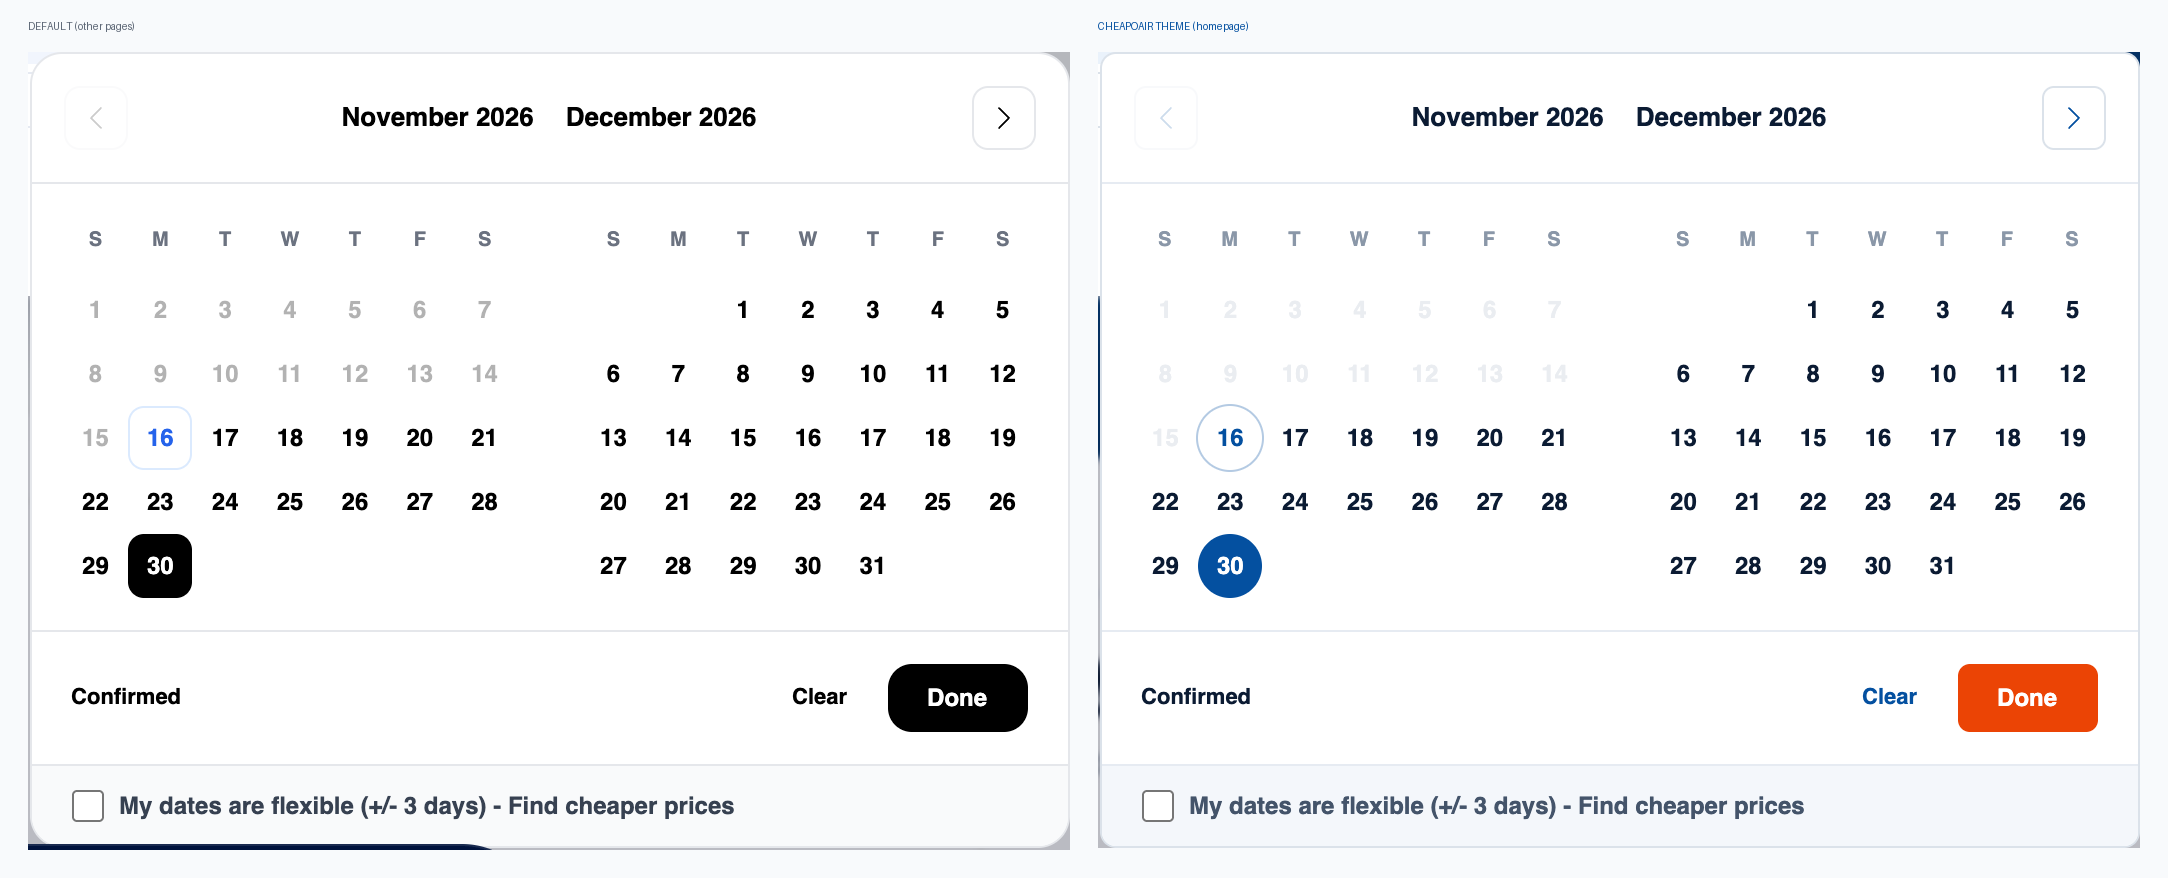 DEFAULT (other pages)
November 2026 December 2026
S M T W T F S S M T W T F S
1 2 3 4 5 6 7 1 2 3 4 5
8 9 10 11 12 13 14 6 7 8 9 10 11 12
15 16 17 18 19 20 21 13 14 15 16 17 18 19
22 23 24 25 26 27 28 20 21 22 23 24 25 26
29 30 27 28 29 30 31
Confirmed Clear Done
My dates are flexible (+/- 3 days) - Find cheaper prices
CHEAPOAIR THEME (homepage)
November 2026 December 2026
S M T W T F S S M T W T F S
1 2 3 4 5 6 7 1 2 3 4 5
8 9 10 11 12 13 14 6 7 8 9 10 11 12
15 16 17 18 19 20 21 13 14 15 16 17 18 19
22 23 24 25 26 27 28 20 21 22 23 24 25 26
29 30 27 28 29 30 31
Confirmed Clear Done
My dates are flexible (+/- 3 days) - Find cheaper prices